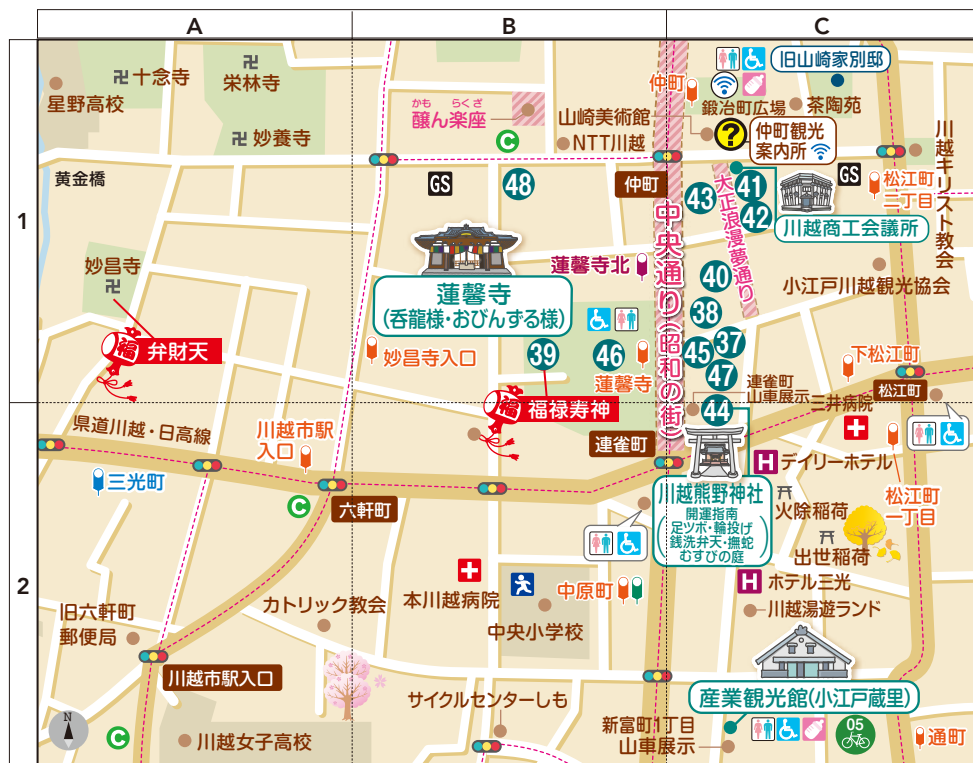 A
B
C
1
2
星野高校
卍十念寺
卍
栄林寺
卍妙養寺
かも らくざ
醸ん楽座
C
山崎美術館
NTT川越
仲町
旧山崎家別邸
鍛冶町広場
茶陶苑
?
仲町観光
案内所
川越キリスト教会
黄金橋
GS
48
仲町
43
41
42
大正浪漫夢通り
GS
松江町
二丁目
川越商工会議所
妙昌寺
卍
蓮馨寺
(呑龍様・おびんずる様)
蓮馨寺北
中央通り(昭和の街)
40
38
小江戸川越観光協会
福
弁財天
妙昌寺入口
39
46
蓮馨寺
45
37
47
連雀町
山車展示
下松江町
松江町
福
福禄寿神
44
三井病院
県道川越・日高線
川越市駅
入口
連雀町
H
デイリーホテル
三光町
C
六軒町
川越熊野神社
開運指南
足ツボ・輪投げ
銭洗弁天・撫蛇
むすびの庭
火除稲荷
松江町
一丁目
出世稲荷
旧六軒町
郵便局
カトリック教会
本川越病院
中央小学校
中原町
H
ホテル三光
川越湯遊ランド
川越市駅入口
N
C
川越女子高校
サイクルセンターしも
産業観光館(小江戸蔵里)
新富町1丁目
山車展示
05
通町